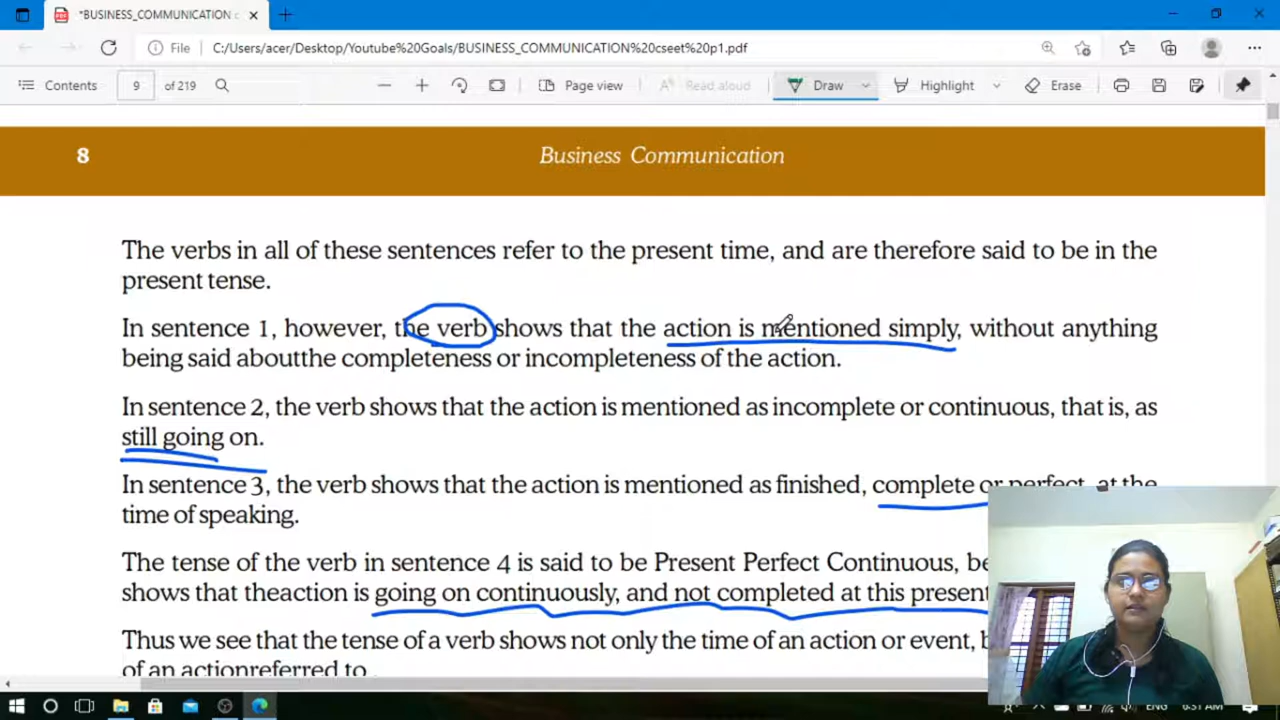 *BUSINESS_COMMUNICATION
File C:/Users/acer/Desktop/Youtube%20Goals/BUSINESS_COMMUNICATION%20cseet%20p1.pdf
Contents 9 of 219 Page view Read aloud Draw Highlight Erase
8 Business Communication
The verbs in all of these sentences refer to the present time, and are therefore said to be in the
present tense.
In sentence 1, however, the verb shows that the action is mentioned simply, without anything
being said aboutthe completeness or incompleteness of the action.
In sentence 2, the verb shows that the action is mentioned as incomplete or continuous, that is, as
still going on.
In sentence 3, the verb shows that the action is mentioned as finished, complete or perfect, at the
time of speaking.
The tense of the verb in sentence 4 is said to be Present Perfect Continuous,
shows that theaction is going on continuously, and not completed at this present
Thus we see that the tense of a verb shows not only the time of an action or event,
of an actionreferred to
ENG 6:31 AM